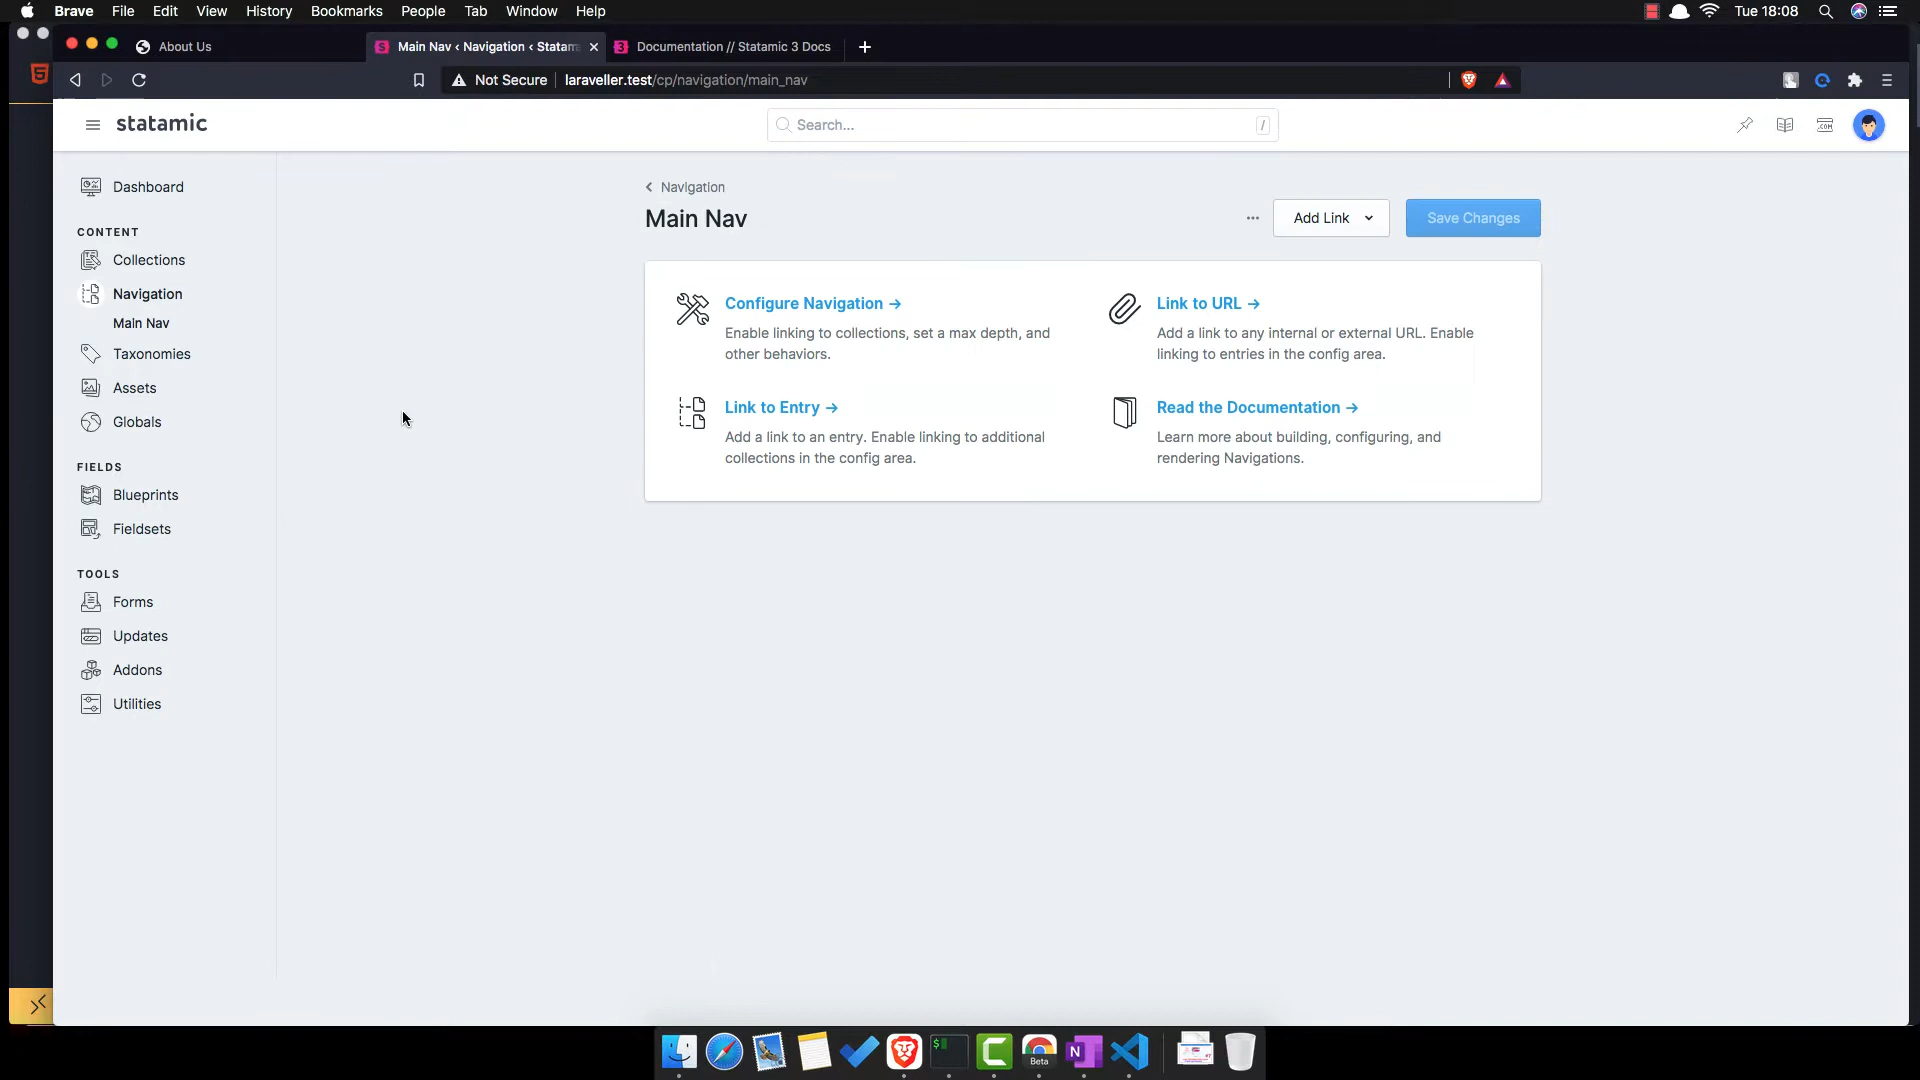 Brave File Edit View History Bookmarks People Tab Window Help
Tue 18:08
About Us
Main Nav ‹ Navigation ‹ Statam
Documentation // Statamic 3 Docs
Not Secure
laraveller.test/cp/navigation/main_nav
statamic
Search...
/
Dashboard
CONTENT
Collections
Navigation
Main Nav
Taxonomies
Assets
Globals
FIELDS
Blueprints
Fieldsets
TOOLS
Forms
Updates
Addons
Utilities
Navigation
Main Nav
Add Link
Save Changes
Configure Navigation →
Enable linking to collections, set a max depth, and
other behaviors.
Link to URL →
Add a link to any internal or external URL. Enable
linking to entries in the config area.
Link to Entry →
Add a link to an entry. Enable linking to additional
collections in the config area.
Read the Documentation →
Learn more about building, configuring, and
rendering Navigations.
Beta